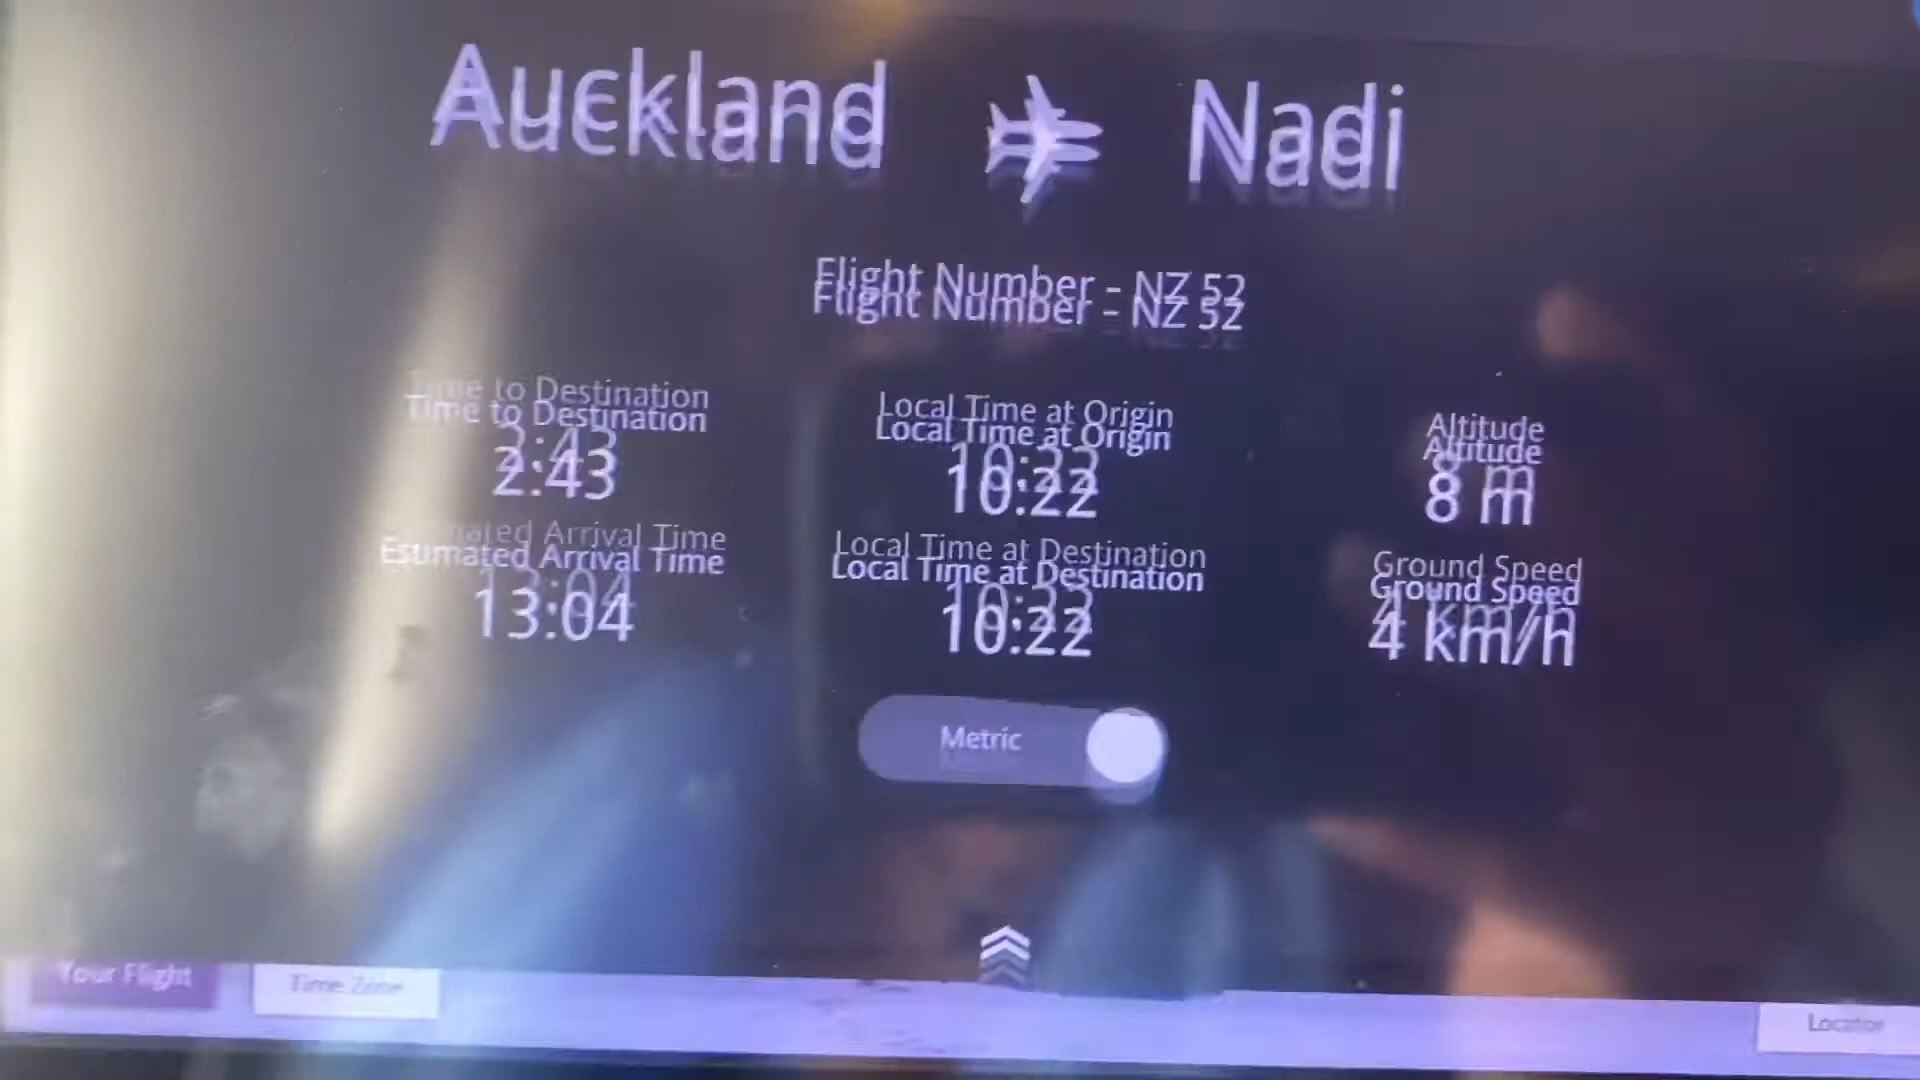 Auckland Nadi
Flight Number - NZ 52
Time to Destination
2:43
Local Time at Origin
10:22
Altitude
8 m
Estimated Arrival Time
13:04
Local Time at Destination
10:22
Ground Speed
4 km/h
Metric
Your Flight
Time Zone
Locator